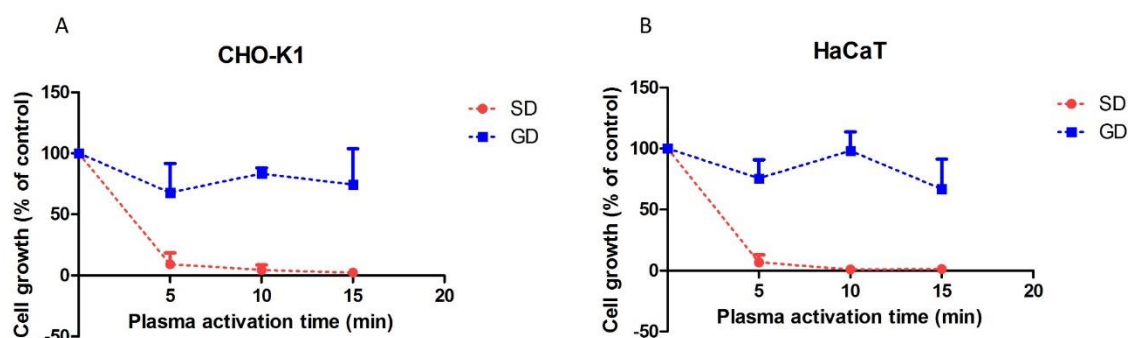 A
CHO-K1
Cell growth (% of control)
150
100
50
0
-50
5
10
15
20
Plasma activation time (min)
SD
GD
B
HaCaT
Cell growth (% of control)
150
100
50
0
-50
5
10
15
20
Plasma activation time (min)
SD
GD